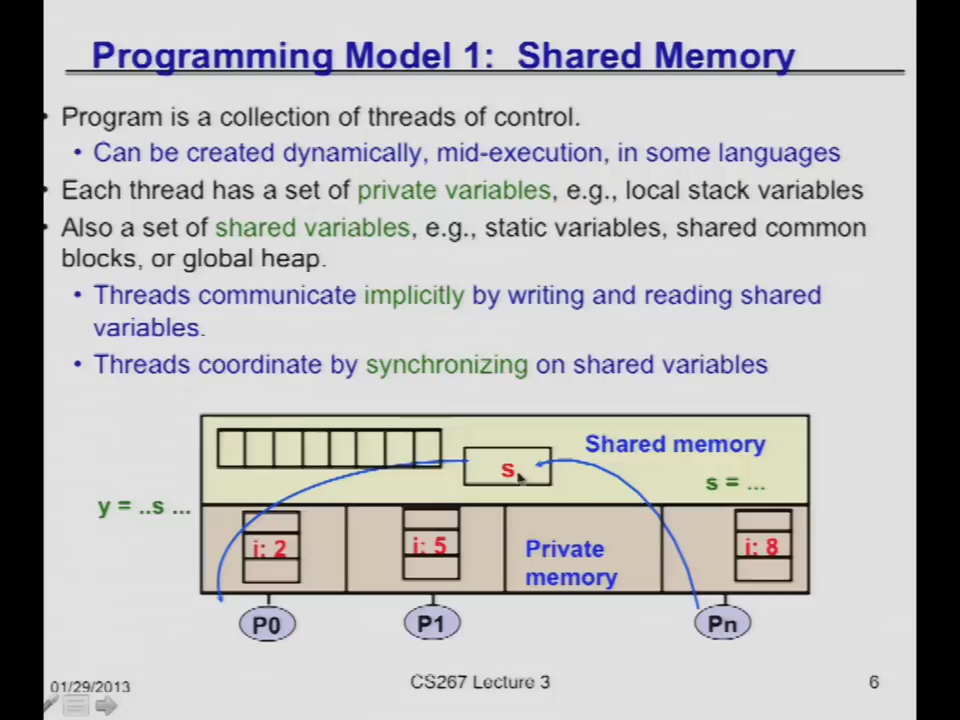 Programming Model 1: Shared Memory
• Program is a collection of threads of control.
• Can be created dynamically, mid-execution, in some languages
• Each thread has a set of private variables, e.g., local stack variables
• Also a set of shared variables, e.g., static variables, shared common
blocks, or global heap.
• Threads communicate implicitly by writing and reading shared
variables.
• Threads coordinate by synchronizing on shared variables
Shared memory
s
s = ...
y = ..s ...
i: 2
i: 5
Private
memory
i: 8
P0
P1
Pn
01/29/2013
CS267 Lecture 3
6